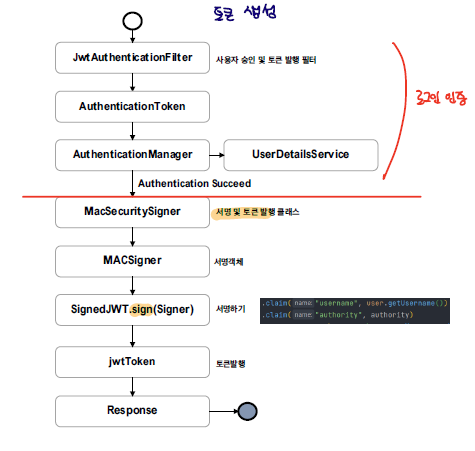 토큰 생성
JwtAuthenticationFilter
사용자 승인 및 토큰 발행 필터
AuthenticationToken
로그인 인증
AuthenticationManager
UserDetailsService
Authentication Succeed
MacSecuritySigner
서명 및 토큰 발행 클래스
MACSigner
서명객체
SignedJWT.sign(Signer)
서명하기
.claim( name: "username", user.getUsername())
.claim( name: "authority", authority)
jwtToken
토큰발행
Response